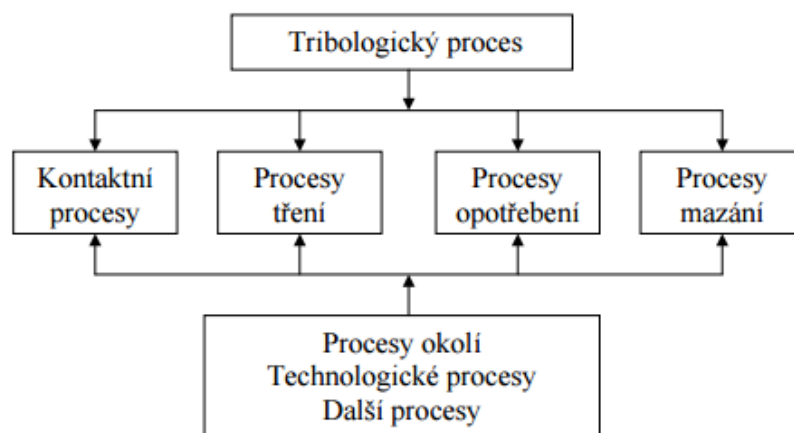 Tribologický proces
Kontaktní
procesy
Procesy
tření
Procesy
opotřebení
Procesy
mazání
Procesy okolí
Technologické procesy
Další procesy